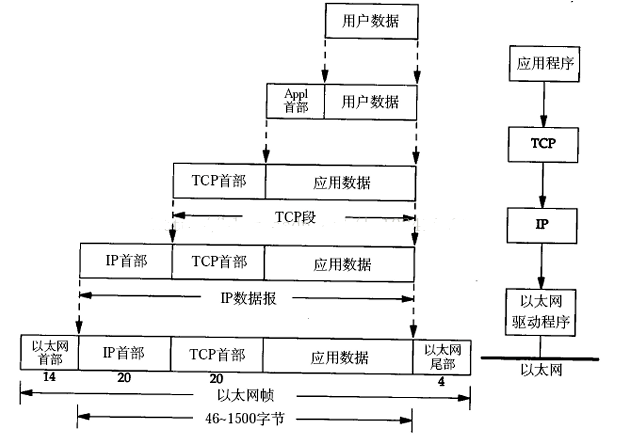 用户数据
Appl
首部
用户数据
应用程序
TCP首部
应用数据
TCP
TCP段
IP首部
TCP首部
应用数据
IP
IP数据报
以太网
驱动程序
以太网
首部
IP首部
TCP首部
应用数据
以太网
尾部
以太网
14
20
20
4
以太网帧
46~1500字节